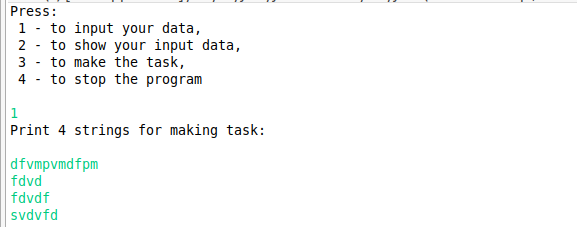 Press:
1 - to input your data,
2 - to show your input data,
3 - to make the task,
4 - to stop the program
1
Print 4 strings for making task:
dfvmpvmdfpm
fdvd
fdvdf
svdvfd